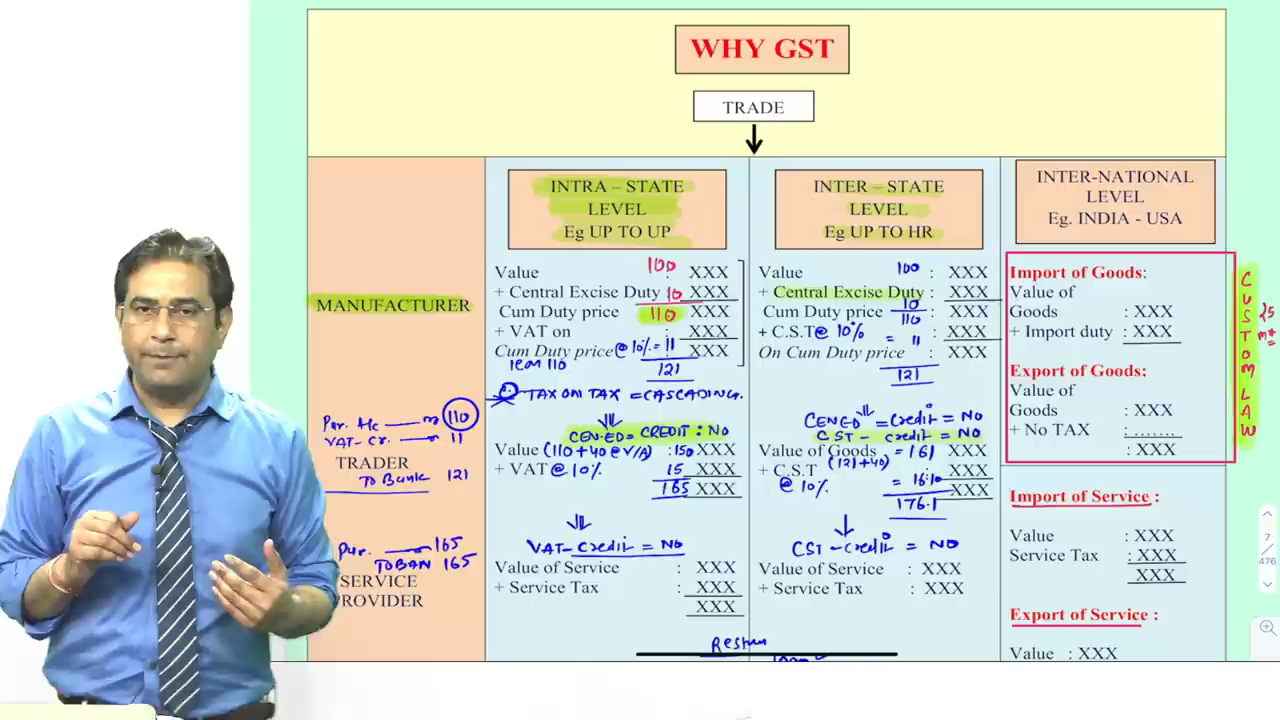 WHY GST
TRADE
INTRA – STATE
LEVEL
Eg UP TO UP
INTER – STATE
LEVEL
Eg UP TO HR
INTER-NATIONAL
LEVEL
Eg. INDIA - USA
MANUFACTURER
Value 100 : XXX
+ Central Excise Duty 10 XXX
Cum Duty price 110 XXX
+ VAT on : XXX
Cum Duty price @10% = 11 XXX
121
TAX ON TAX = CASCADING.
Value 100 : XXX
+ Central Excise Duty : XXX
10
Cum Duty price 110 XXX
+ C.S.T @ 10% = 11 XXX
On Cum Duty price : XXX
121
Import of Goods:
Value of
Goods : XXX
+ Import duty : XXX
Export of Goods:
Value of
Goods : XXX
+ No TAX : …….
: XXX
CUSTOM LAW
Pur. A/c 110
VAT-Cr. 11
TRADER
To Bank 121
CEN.ED = CREDIT : NO
Value (110+40@V/A) : 150 XXX
+ VAT @ 10% 15 XXX
165 XXX
CENED = Credit = NO
CST - credit = NO
Value of Goods = 161 XXX
(121+40)
+ C.S.T : XXX
@ 10% = 16.10 XXX
176.1
Pur. 165
TO BAN 165
SERVICE
PROVIDER
VAT-credit = NO
Value of Service : XXX
+ Service Tax : XXX
XXX
CST-credit = NO
Value of Service : XXX
+ Service Tax : XXX
Import of Service :
Value : XXX
Service Tax : XXX
XXX
Export of Service :
Value : XXX
7
/
476